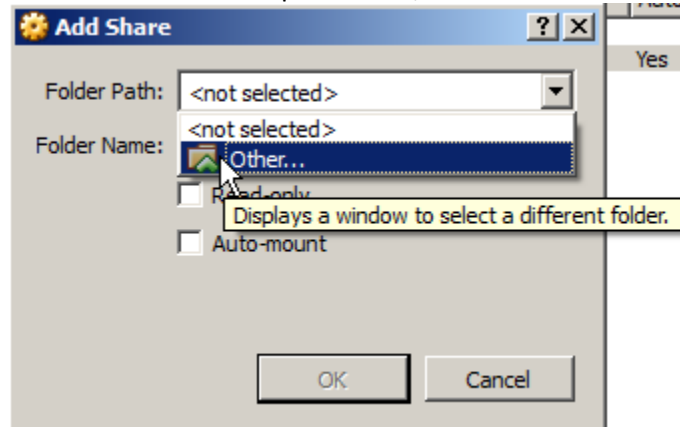 Add Share
Folder Path: <not selected>
<not selected>
Folder Name:
Other...
Yes
Read-only
Displays a window to select a different folder.
Auto-mount
OK Cancel